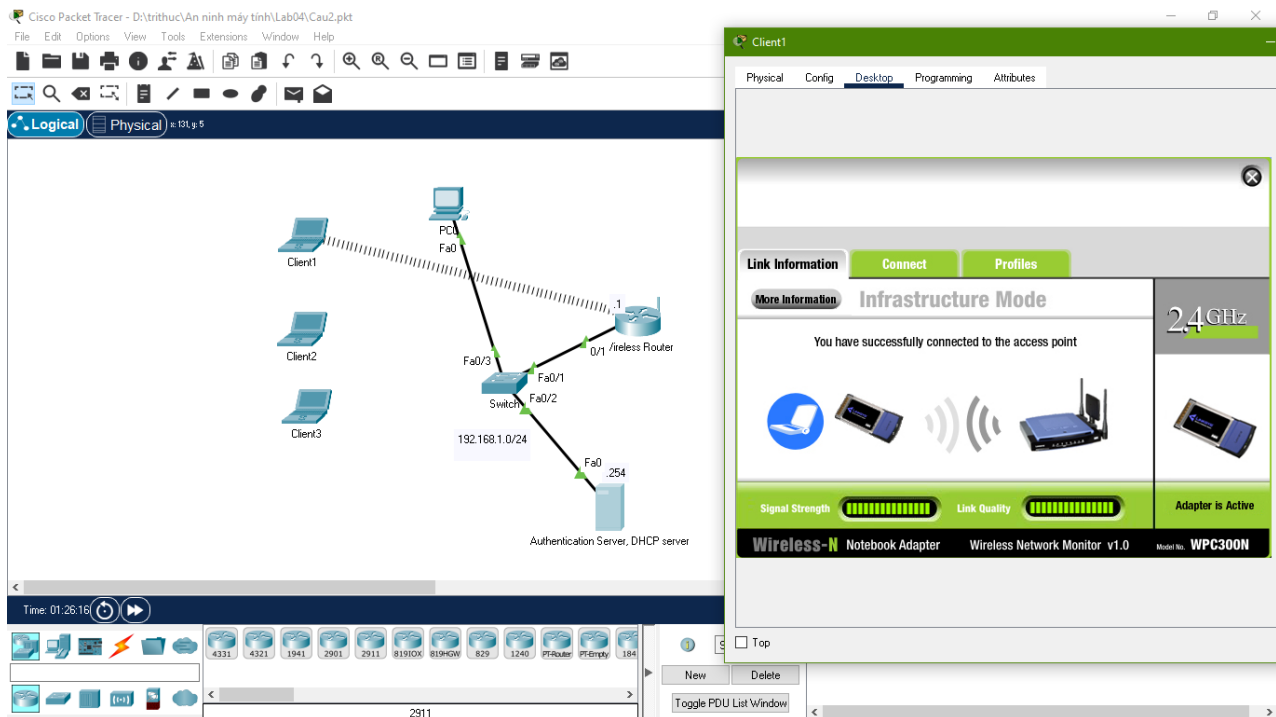 Cisco Packet Tracer - D:\trithuc\An ninh máy tính\Lab04\Cau2.pkt
File Edit Options View Tools Extensions Window Help
Logical Physical x: 131, y: 5
PC0
Fa0
Client1
.1
0/1
/ireless Router
Client2
Fa0/3
Fa0/1
Switch
Fa0/2
Client3
192.168.1.0/24
Fa0
.254
Authentication Server, DHCP server
Time: 01:26:16
4331 4321 1941 2901 2911 819IOX 819HGW 829 1240 PT-Router PT-Empty 184
2911
New Delete
Toggle PDU List Window
Client1
Physical Config Desktop Programming Attributes
Link Information Connect Profiles
More Information Infrastructure Mode
2.4GHz
You have successfully connected to the access point
Signal Strength Link Quality Adapter is Active
Wireless-N Notebook Adapter Wireless Network Monitor v1.0 Model No. WPC300N
Top